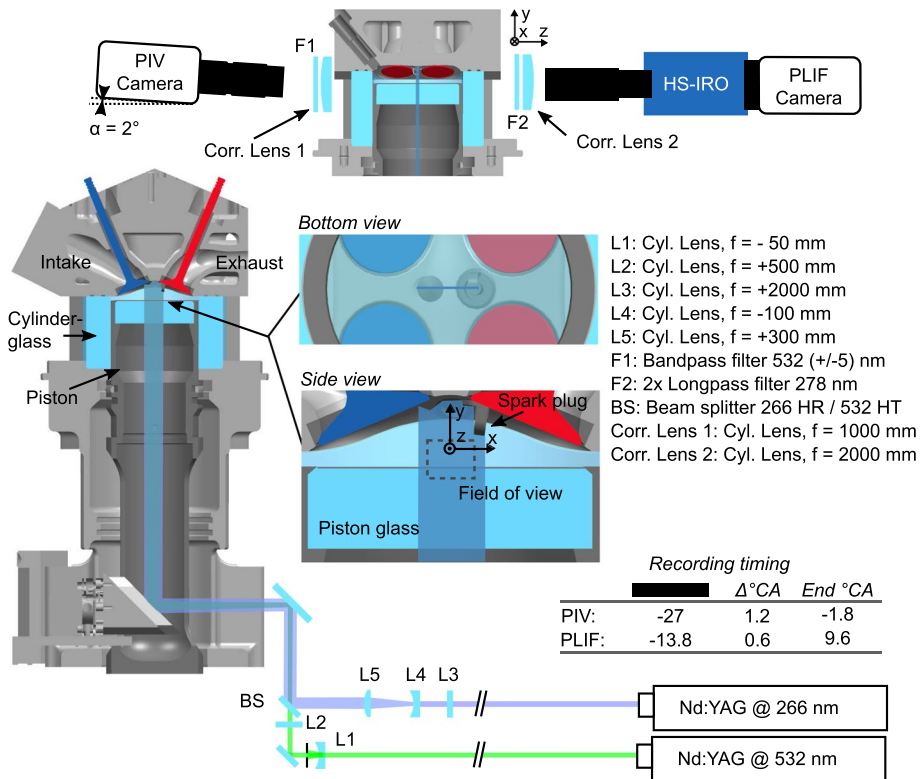 PIV
Camera
α = 2°
F1
Corr. Lens 1
y
x
z
F2
Corr. Lens 2
HS-IRO
PLIF
Camera
Intake
Exhaust
Cylinder-
glass
Piston
Bottom view
Side view
Spark plug
y
z
x
Field of view
Piston glass
L1: Cyl. Lens, f = - 50 mm
L2: Cyl. Lens, f = +500 mm
L3: Cyl. Lens, f = +2000 mm
L4: Cyl. Lens, f = -100 mm
L5: Cyl. Lens, f = +300 mm
F1: Bandpass filter 532 (+/-5) nm
F2: 2x Longpass filter 278 nm
BS: Beam splitter 266 HR / 532 HT
Corr. Lens 1: Cyl. Lens, f = 1000 mm
Corr. Lens 2: Cyl. Lens, f = 2000 mm
Recording timing
Δ°CA End °CA
PIV: -27 1.2 -1.8
PLIF: -13.8 0.6 9.6
L5 L4 L3
BS
L2
L1
Nd:YAG @ 266 nm
Nd:YAG @ 532 nm